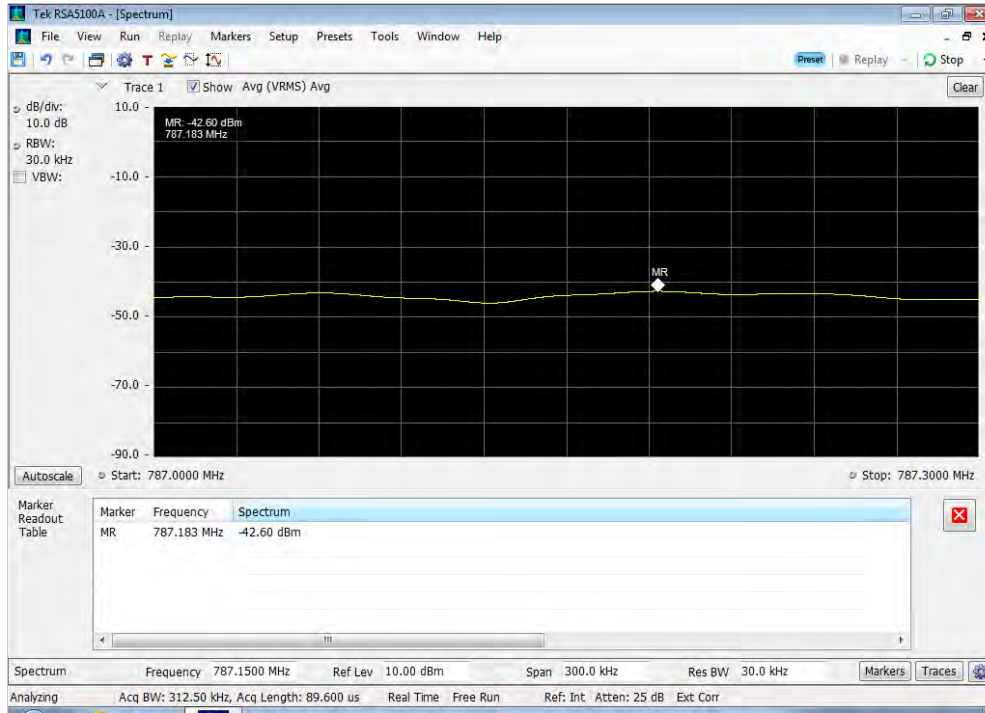 Tek RSA5100A - [Spectrum]
File View Run Replay Markers Setup Presets Tools Window Help
Preset Replay Stop
Trace 1 Show Avg (VRMS) Avg Clear
dB/div:
10.0 dB
RBW:
30.0 kHz
VBW:
10.0
MR: -42.60 dBm
787.183 MHz
-10.0
-30.0
MR
-50.0
-70.0
-90.0
Autoscale Start: 787.0000 MHz Stop: 787.3000 MHz
Marker
Readout
Table
Marker Frequency Spectrum
MR 787.183 MHz -42.60 dBm
Spectrum Frequency 787.1500 MHz Ref Lev 10.00 dBm Span 300.0 kHz Res BW 30.0 kHz Markers Traces
Analyzing Acq BW: 312.50 kHz, Acq Length: 89.600 us Real Time Free Run Ref: Int Atten: 25 dB Ext Corr